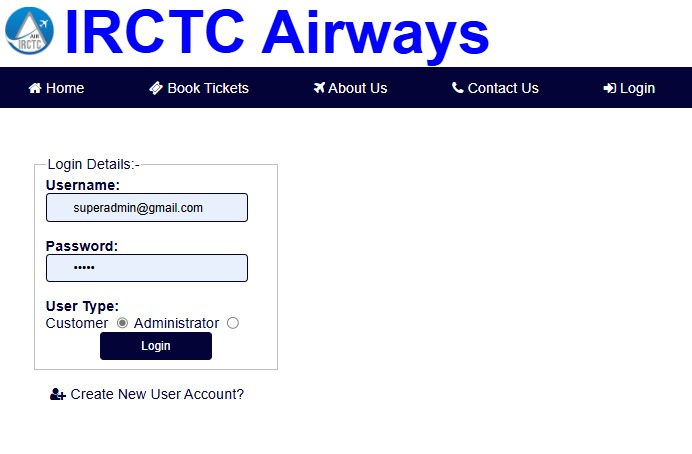 AIR
IRCTC
IRCTC Airways
Home Book Tickets About Us Contact Us Login
Login Details:-
Username:
superadmin@gmail.com
Password:
•••••
User Type:
Customer Administrator
Login
Create New User Account?